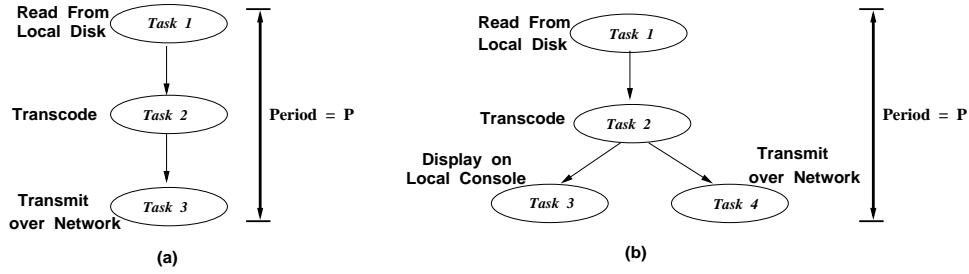 Read From
Local Disk
Task 1
Transcode
Task 2
Period = P
Transmit
over Network
Task 3
(a)
Read From
Local Disk
Task 1
Transcode
Task 2
Period = P
Display on
Local Console
Task 3
Transmit
over Network
Task 4
(b)